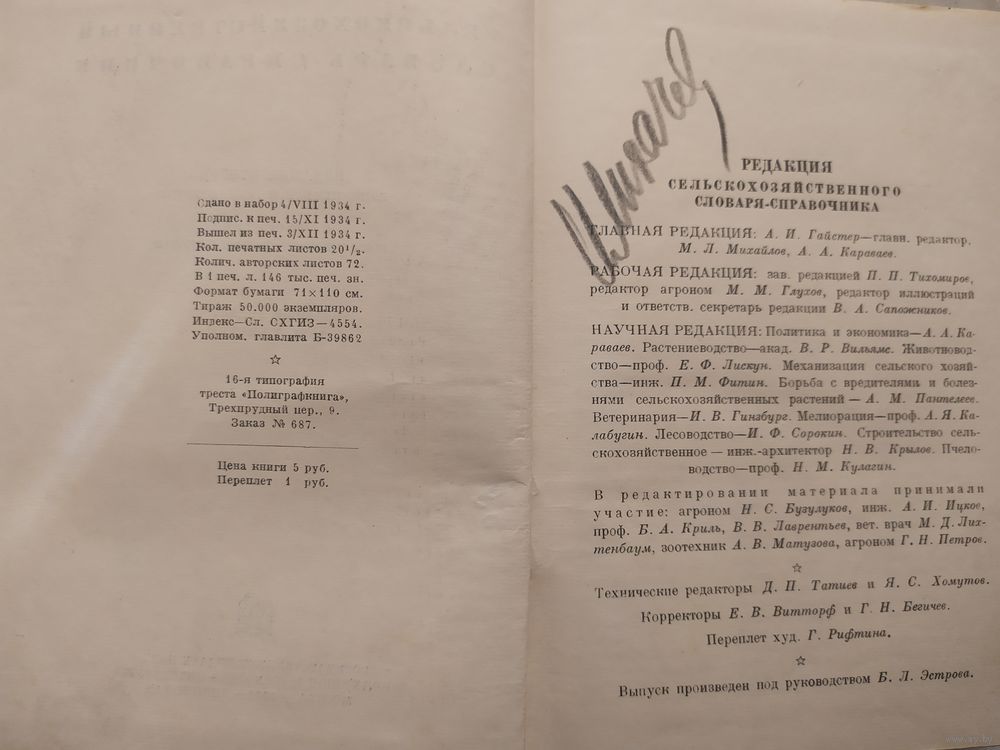 Сдано в набор 4/VIII 1934 г.
Подпис. к печ. 15/XI 1934 г.
Вышел из печ. 3/XII 1934 г.
Кол. печатных листов 20¹/₂.
Колич. авторских листов 72.
В 1 печ. л. 146 тыс. печ. зн.
Формат бумаги 71×110 см.
Тираж 50.000 экземпляров.
Индекс—Сл. СХГИЗ—4554.
Уполном. главлита Б-39862
☆
16-я типография
треста «Полиграфкнига»,
Трехпрудный пер., 9.
Заказ № 687.
Цена книги 5 руб.
Переплет 1 руб.
РЕДАКЦИЯ
СЕЛЬСКОХОЗЯЙСТВЕННОГО
СЛОВАРЯ-СПРАВОЧНИКА
ГЛАВНАЯ РЕДАКЦИЯ: А. И. Гайстер—главн. редактор,
М. Л. Михайлов, А. А. Караваев.
РАБОЧАЯ РЕДАКЦИЯ: зав. редакцией П. П. Тихомиров,
редактор агроном М. М. Глухов, редактор иллюстраций
и ответств. секретарь редакции В. А. Сапожников.
НАУЧНАЯ РЕДАКЦИЯ: Политика и экономика—А. А. Ка-
раваев. Растениеводство—акад. В. Р. Вильямс. Животновод-
ство—проф. Е. Ф. Лискун. Механизация сельского хозяй-
ства—инж. П. М. Фитин. Борьба с вредителями и болез-
нями сельскохозяйственных растений — А. М. Пантелеев.
Ветеринария—И. В. Гинзбург. Мелиорация—проф. А. Я. Ка-
лабугин. Лесоводство—И. Ф. Сорокин. Строительство сель-
скохозяйственное — инж.-архитектор Н. В. Крылов. Пчело-
водство—проф. Н. М. Кулагин.
В редактировании материала принимали
участие: агроном Н. С. Бузулуков, инж. А. И. Ицков,
проф. Б. А. Криль, В. В. Лаврентьев, вет. врач М. Д. Лих-
тенбаум, зоотехник А. В. Матузова, агроном Г. Н. Петров.
☆
Технические редакторы Д. П. Татиев и Я. С. Хомутов.
Корректоры Е. В. Витторф и Г. Н. Бегичев.
Переплет худ. Г. Рифтина.
☆
Выпуск произведен под руководством Б. Л. Эстрова.